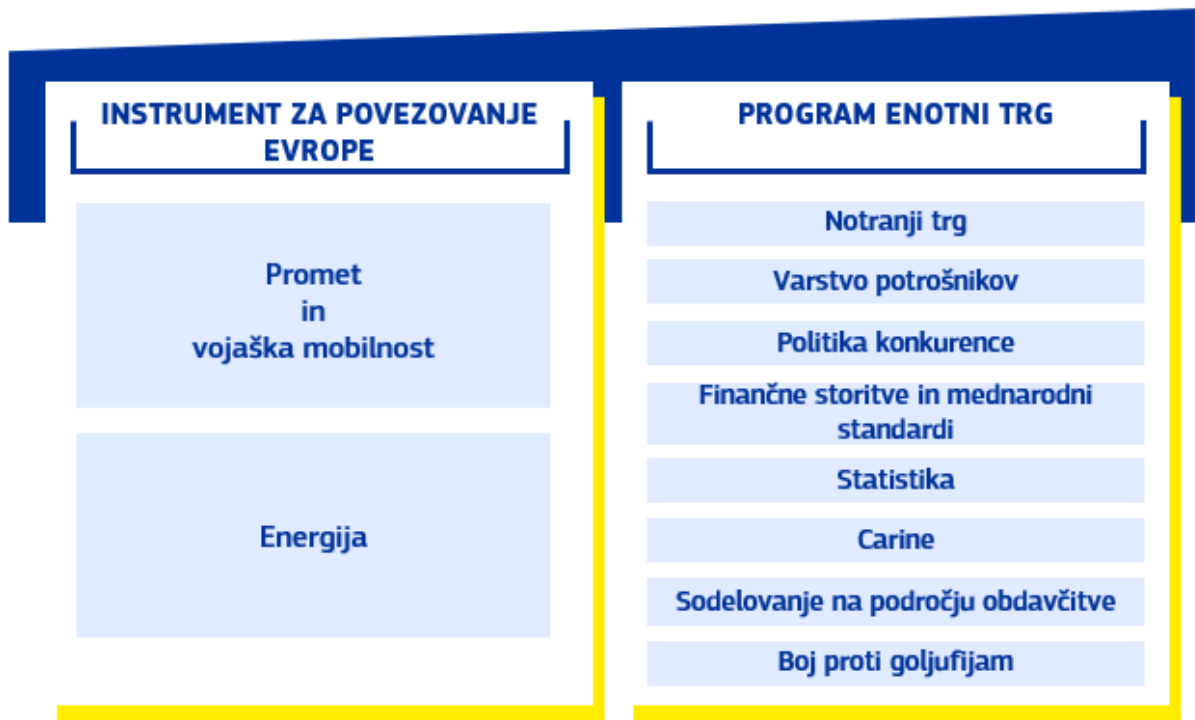 INSTRUMENT ZA POVEZOVANJE
EVROPE
Promet
in
vojaška mobilnost
Energija
PROGRAM ENOTNI TRG
Notranji trg
Varstvo potrošnikov
Politika konkurence
Finančne storitve in mednarodni
standardi
Statistika
Carine
Sodelovanje na področju obdavčitve
Boj proti goljufijam